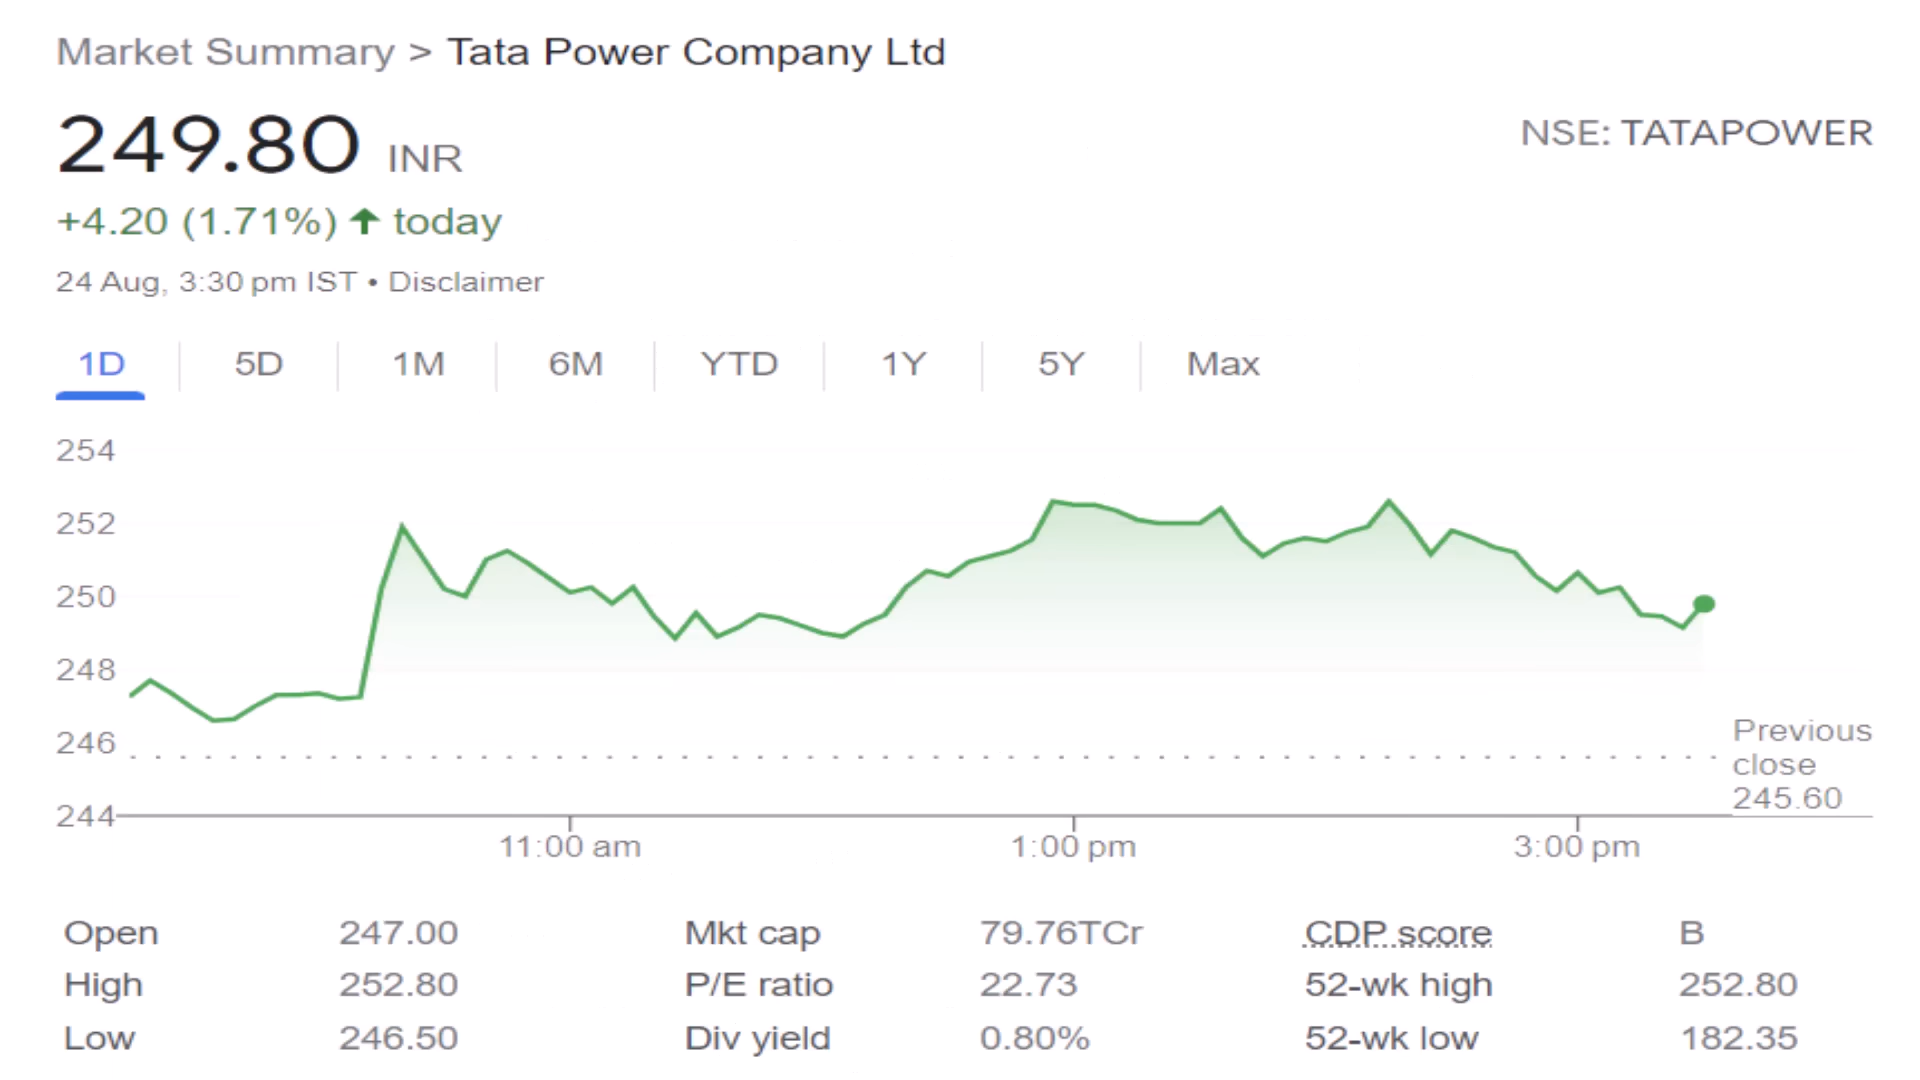 Market Summary > Tata Power Company Ltd
249.80 INR
NSE: TATAPOWER
+4.20 (1.71%) ↑ today
24 Aug, 3:30 pm IST • Disclaimer
1D 5D 1M 6M YTD 1Y 5Y Max
254
252
250
248
246
244
Previous
close
245.60
11:00 am 1:00 pm 3:00 pm
Open 247.00 Mkt cap 79.76TCr CDP score B
High 252.80 P/E ratio 22.73 52-wk high 252.80
Low 246.50 Div yield 0.80% 52-wk low 182.35